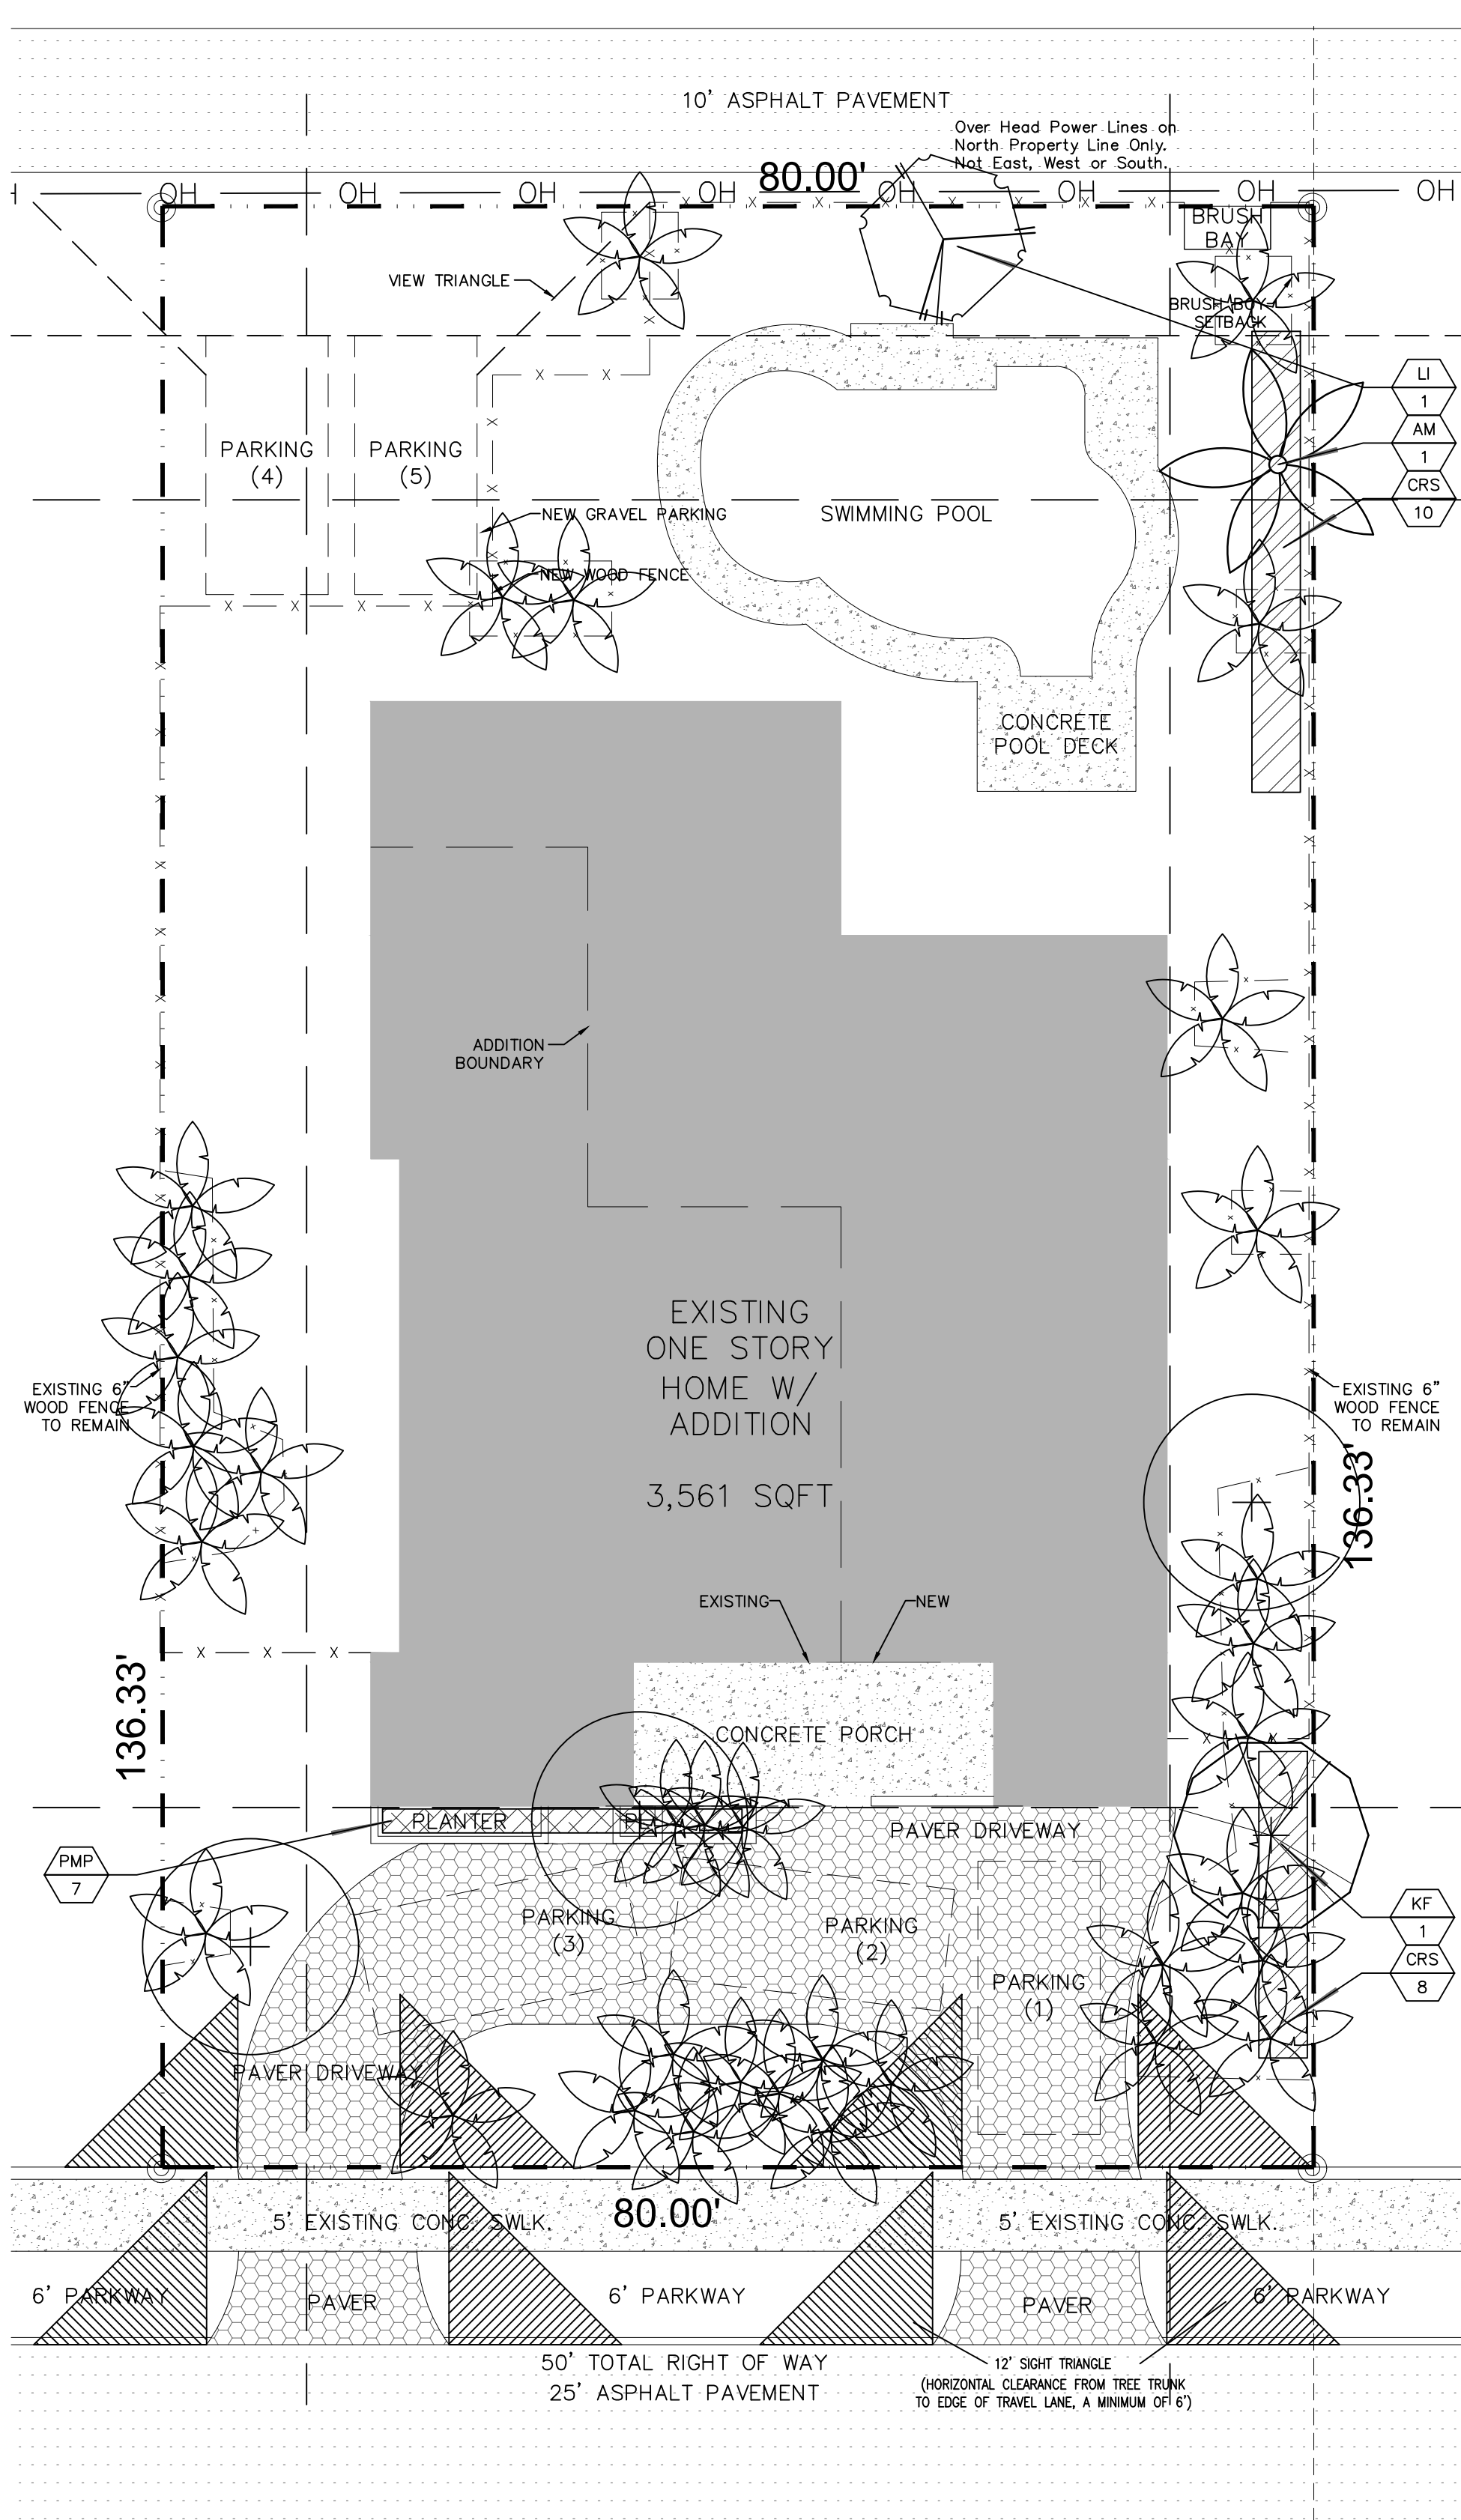 10' ASPHALT PAVEMENT
Over Head Power Lines on
North Property Line Only.
Not East, West or South.
80.00'
OH OH OH OH OH OH OH OH
BRUSH
BAY
VIEW TRIANGLE
BRUSH BOY
SETBACK
LI
1
AM
1
CRS
10
PARKING
(4)
PARKING
(5)
NEW GRAVEL PARKING
SWIMMING POOL
NEW WOOD FENCE
CONCRETE
POOL DECK
ADDITION
BOUNDARY
EXISTING
ONE STORY
HOME W/
ADDITION
3,561 SQFT
EXISTING 6"
WOOD FENCE
TO REMAIN
EXISTING 6"
WOOD FENCE
TO REMAIN
136.33'
136.33'
EXISTING
NEW
CONCRETE PORCH
PLANTER
PL
PAVER DRIVEWAY
PMP
7
PARKING
(3)
PARKING
(2)
PARKING
(1)
KF
1
CRS
8
PAVER DRIVEWAY
80.00'
5' EXISTING CONC. SWLK.
5' EXISTING CONC. SWLK.
6' PARKWAY
PAVER
6' PARKWAY
PAVER
6' PARKWAY
50' TOTAL RIGHT OF WAY
25' ASPHALT PAVEMENT
12' SIGHT TRIANGLE
(HORIZONTAL CLEARANCE FROM TREE TRUNK
TO EDGE OF TRAVEL LANE, A MINIMUM OF 6')